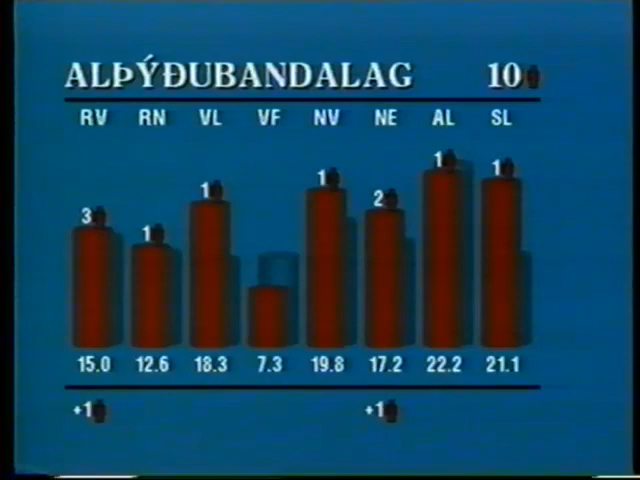 ALÞÝÐUBANDALAG 10
RV RN VL VF NV NE AL SL
3 1 1 1 2 1 1
15.0 12.6 18.3 7.3 19.8 17.2 22.2 21.1
+1 +1